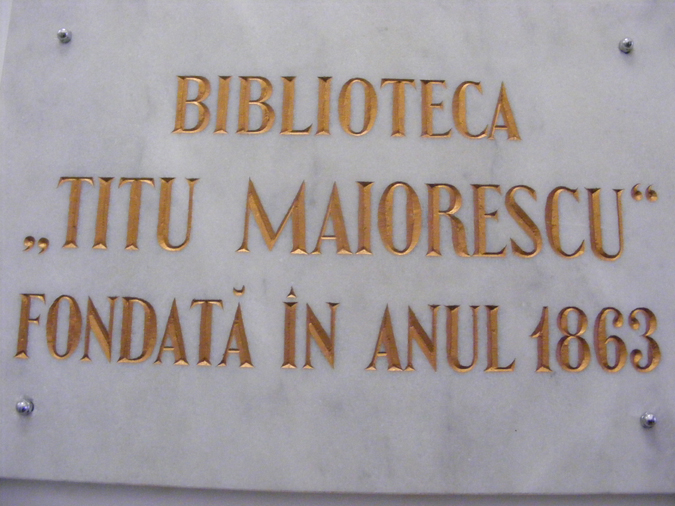 BIBLIOTECA
„TITU MAIORESCU“
FONDATĂ ÎN ANUL 1863